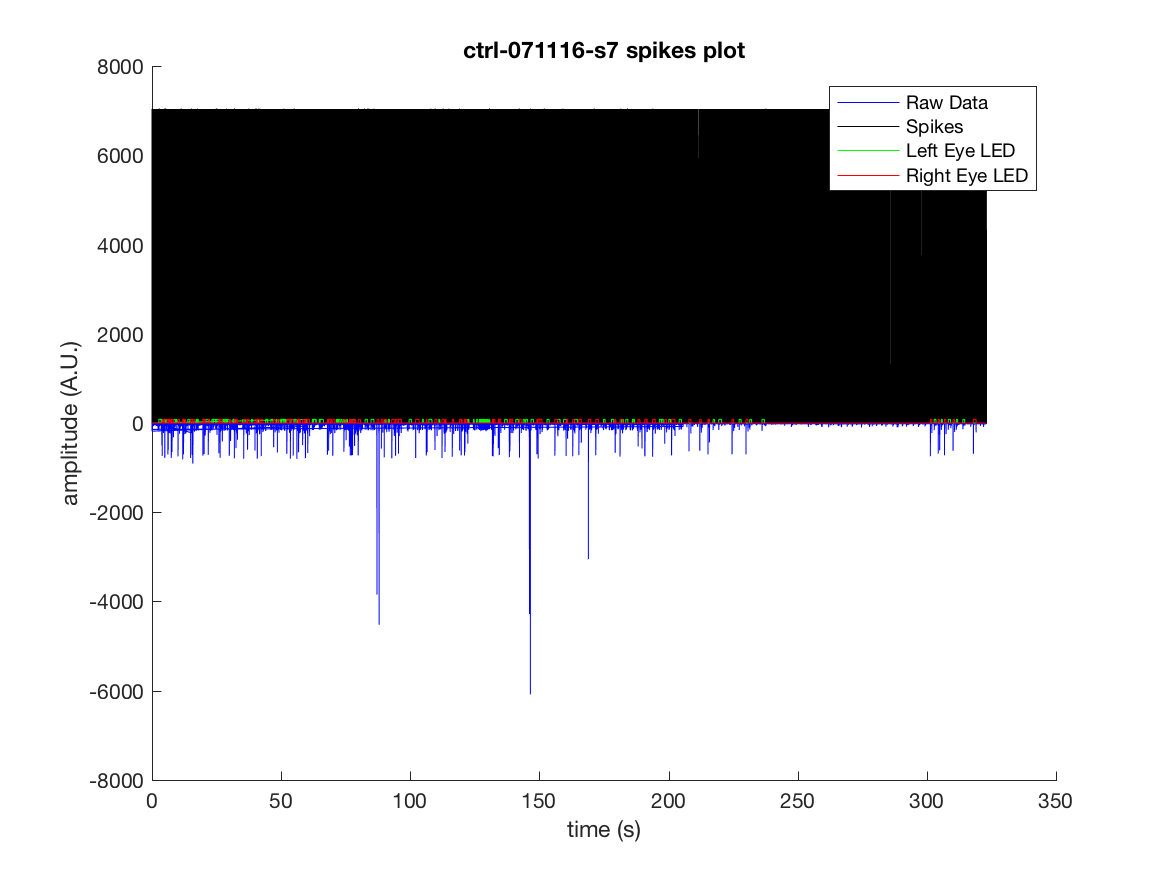 ctrl-071116-s7 spikes plot
8000
6000
4000
2000
0
-2000
-4000
-6000
-8000
amplitude (A.U.)
Raw Data
Spikes
Left Eye LED
Right Eye LED
0 50 100 150 200 250 300 350
time (s)